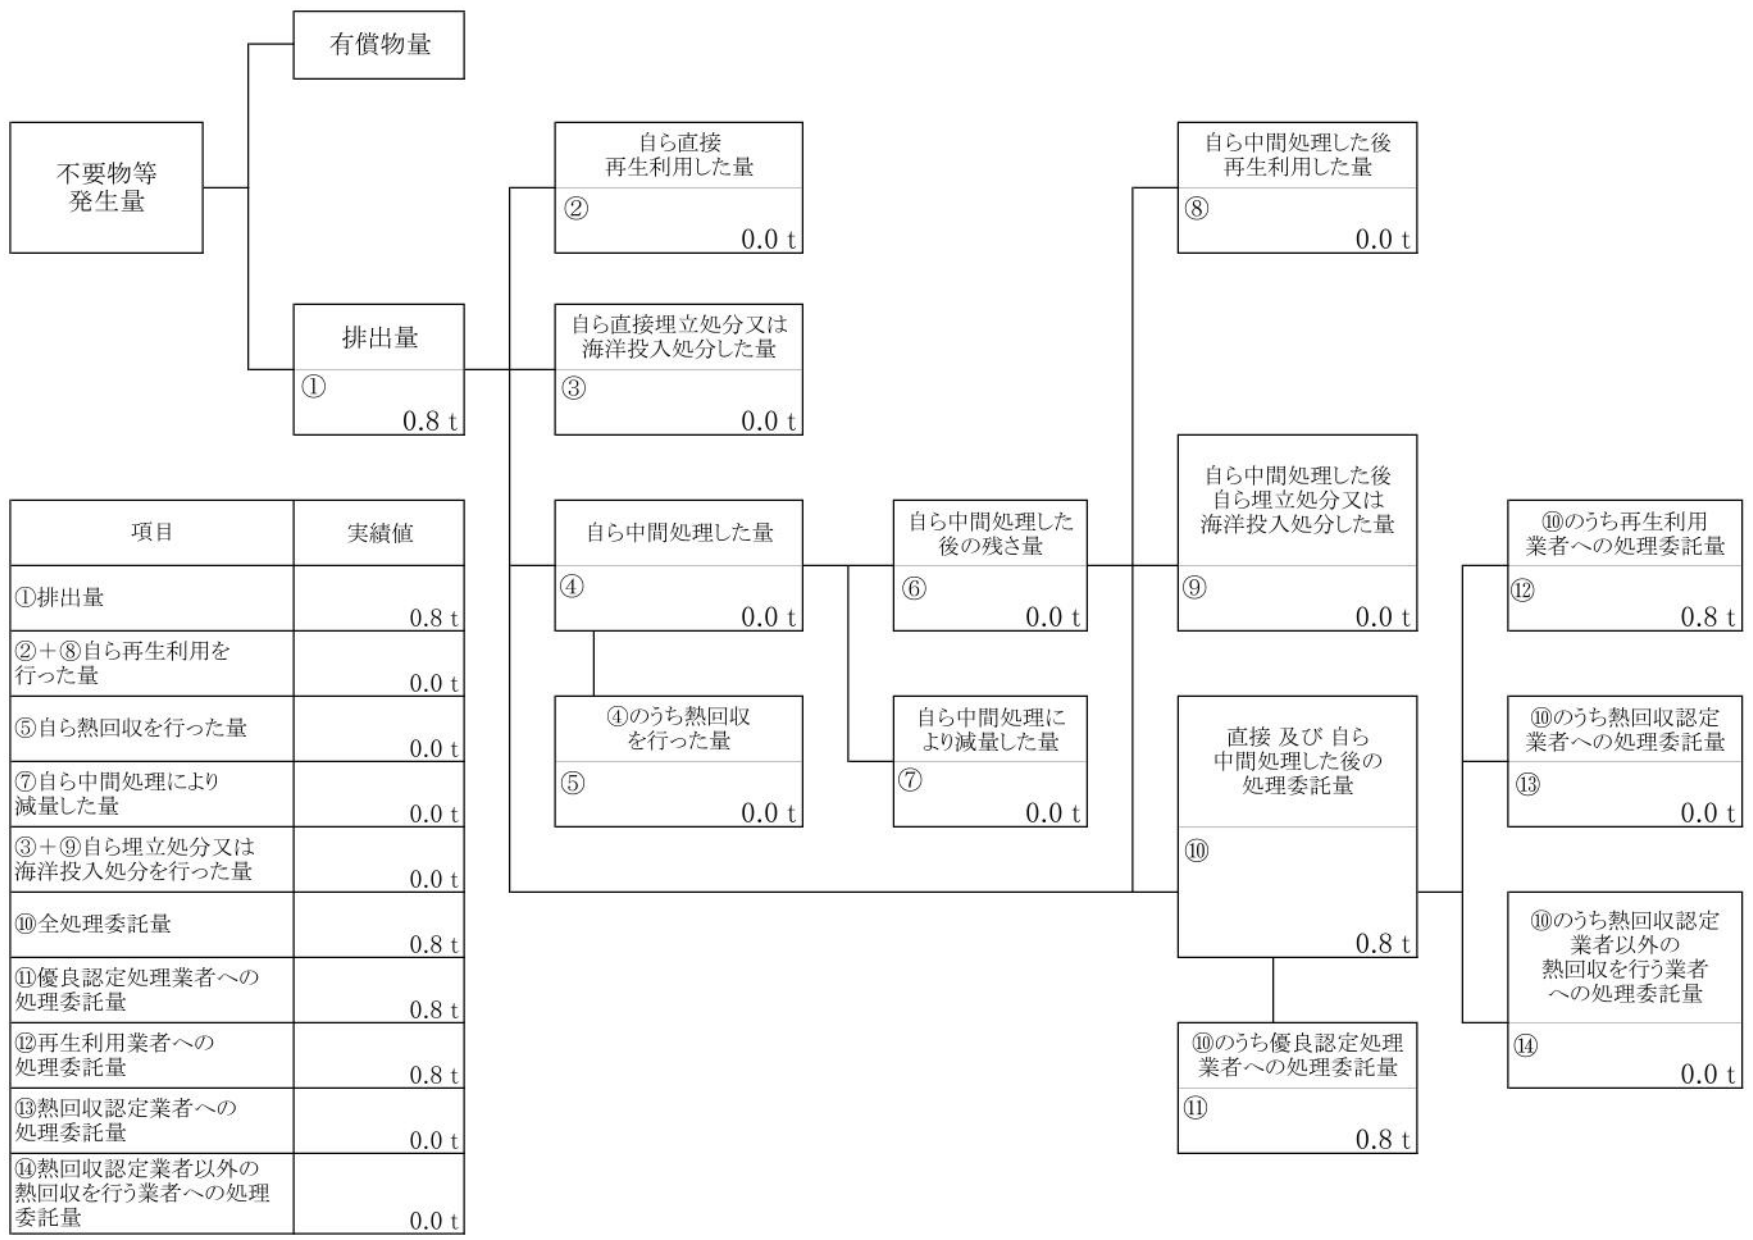 有償物量
不要物等
発生量
排出量
①
0.8 t
自ら直接
再生利用した量
②
0.0 t
自ら直接埋立処分又は
海洋投入処分した量
③
0.0 t
自ら中間処理した量
④
0.0 t
④のうち熱回収
を行った量
⑤
0.0 t
自ら中間処理した
後の残さ量
⑥
0.0 t
自ら中間処理に
より減量した量
⑦
0.0 t
自ら中間処理した後
再生利用した量
⑧
0.0 t
自ら中間処理した後
自ら埋立処分又は
海洋投入処分した量
⑨
0.0 t
直接 及び 自ら
中間処理した後の
処理委託量
⑩
0.8 t
⑩のうち優良認定処理
業者への処理委託量
⑪
0.8 t
⑩のうち再生利用
業者への処理委託量
⑫
0.8 t
⑩のうち熱回収認定
業者への処理委託量
⑬
0.0 t
⑩のうち熱回収認定
業者以外の
熱回収を行う業者
への処理委託量
⑭
0.0 t
項目 実績値
①排出量
0.8 t
②＋⑧自ら再生利用を
行った量
0.0 t
⑤自ら熱回収を行った量
0.0 t
⑦自ら中間処理により
減量した量
0.0 t
③＋⑨自ら埋立処分又は
海洋投入処分を行った量
0.0 t
⑩全処理委託量
0.8 t
⑪優良認定処理業者への
処理委託量
0.8 t
⑫再生利用業者への
処理委託量
0.8 t
⑬熱回収認定業者への
処理委託量
0.0 t
⑭熱回収認定業者以外の
熱回収を行う業者への処理
委託量
0.0 t